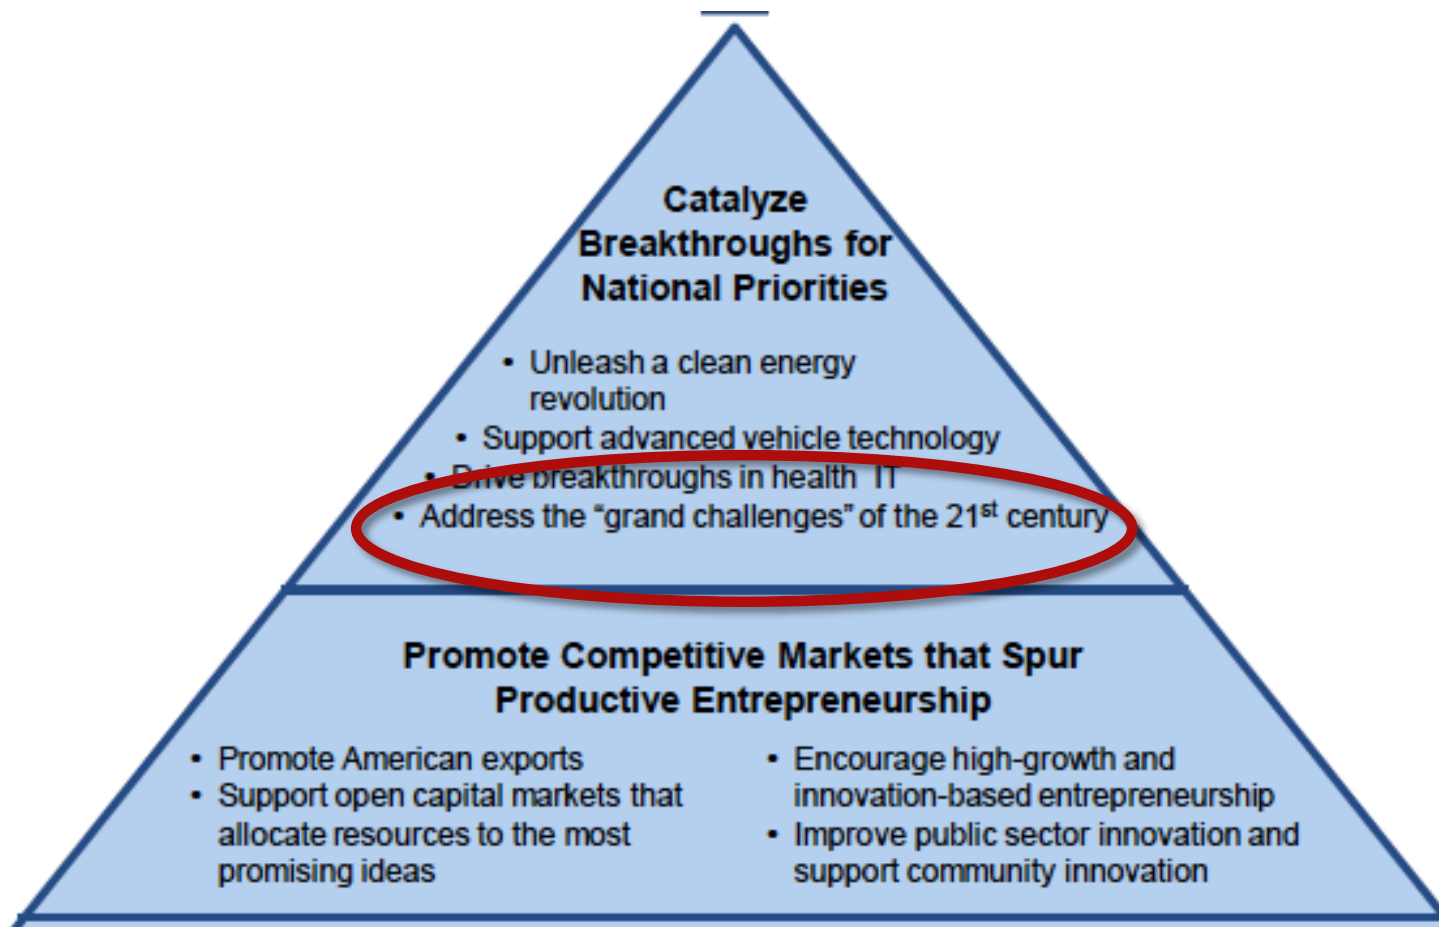 Catalyze
Breakthroughs for
National Priorities
• Unleash a clean energy
revolution
• Support advanced vehicle technology
• Drive breakthroughs in health IT
• Address the “grand challenges” of the 21st century
Promote Competitive Markets that Spur
Productive Entrepreneurship
• Promote American exports
• Support open capital markets that
allocate resources to the most
promising ideas
• Encourage high-growth and
innovation-based entrepreneurship
• Improve public sector innovation and
support community innovation